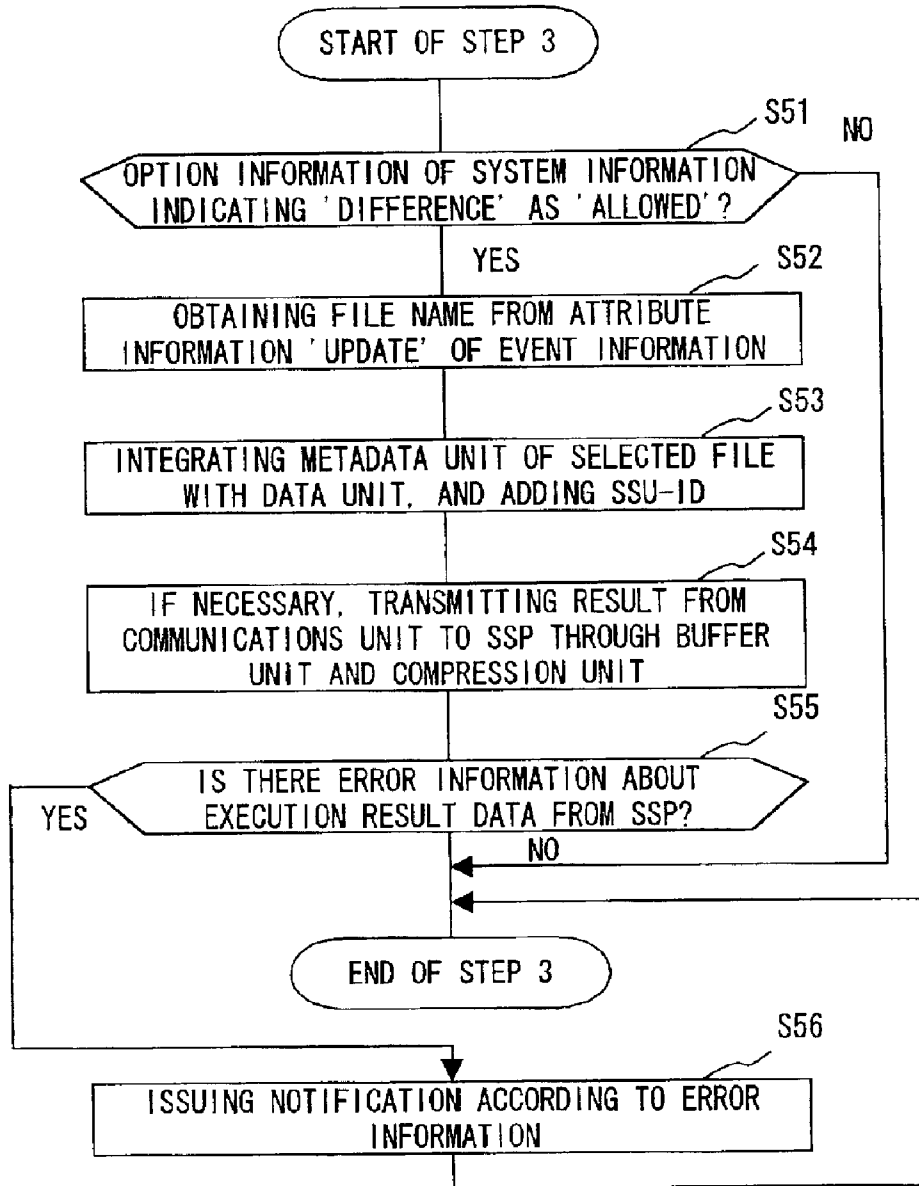 START OF STEP 3
S51
NO
OPTION INFORMATION OF SYSTEM INFORMATION
INDICATING 'DIFFERENCE' AS 'ALLOWED'?
YES
S52
OBTAINING FILE NAME FROM ATTRIBUTE
INFORMATION 'UPDATE' OF EVENT INFORMATION
S53
INTEGRATING METADATA UNIT OF SELECTED FILE
WITH DATA UNIT, AND ADDING SSU-ID
S54
IF NECESSARY, TRANSMITTING RESULT FROM
COMMUNICATIONS UNIT TO SSP THROUGH BUFFER
UNIT AND COMPRESSION UNIT
S55
IS THERE ERROR INFORMATION ABOUT
EXECUTION RESULT DATA FROM SSP?
YES
NO
END OF STEP 3
S56
ISSUING NOTIFICATION ACCORDING TO ERROR
INFORMATION